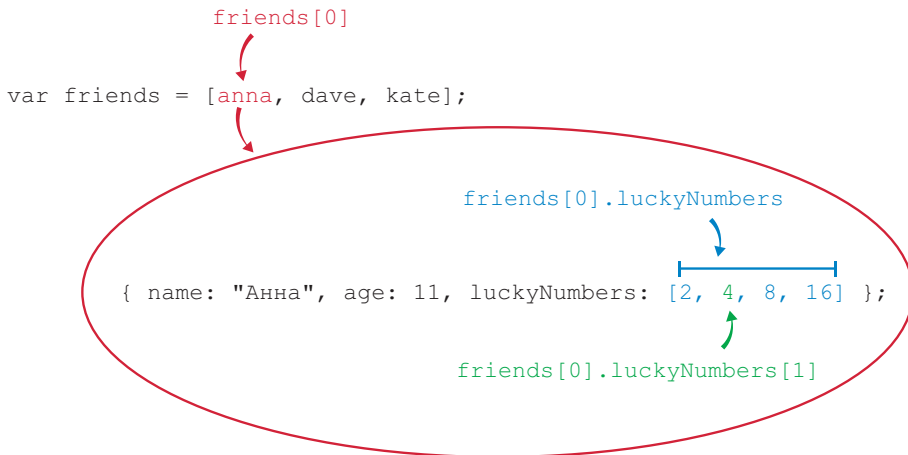 friends[0]
var friends = [anna, dave, kate];
friends[0].luckyNumbers
{ name: "Анна", age: 11, luckyNumbers: [2, 4, 8, 16] };
friends[0].luckyNumbers[1]